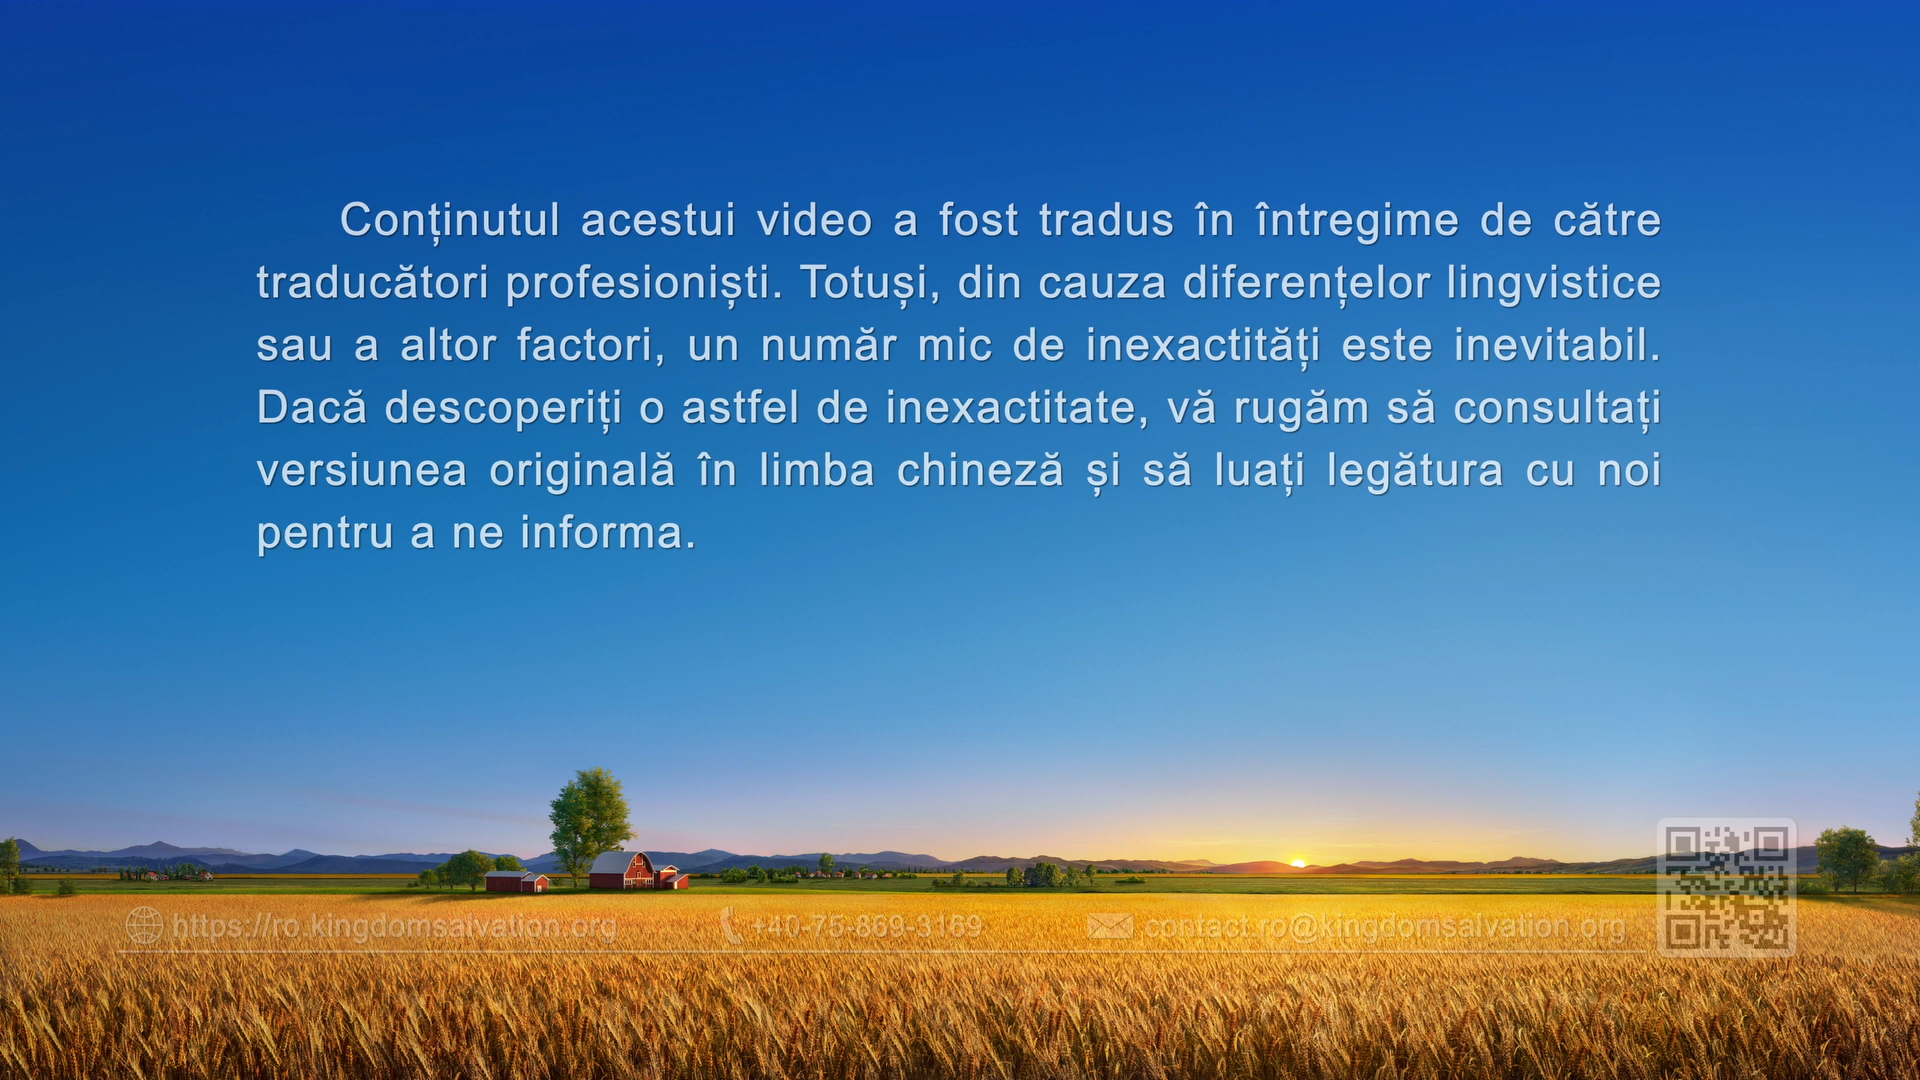 Conținutul acestui video a fost tradus în întregime de către
traducători profesioniști. Totuși, din cauza diferențelor lingvistice
sau a altor factori, un număr mic de inexactități este inevitabil.
Dacă descoperiți o astfel de inexactitate, vă rugăm să consultați
versiunea originală în limba chineză și să luați legătura cu noi
pentru a ne informa.
https://ro.kingdomsalvation.org +40-75-869-3169 contact.ro@kingdomsalvation.org